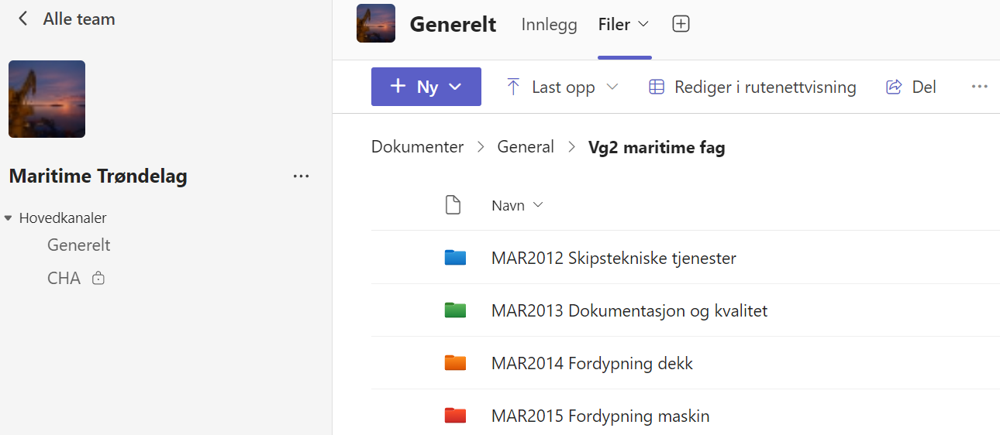 Alle team
Maritime Trøndelag
Hovedkanaler
Generelt
CHA
Generelt Innlegg Filer
Ny Last opp Rediger i rutenettvisning Del
Dokumenter > General > Vg2 maritime fag
Navn
MAR2012 Skipstekniske tjenester
MAR2013 Dokumentasjon og kvalitet
MAR2014 Fordypning dekk
MAR2015 Fordypning maskin